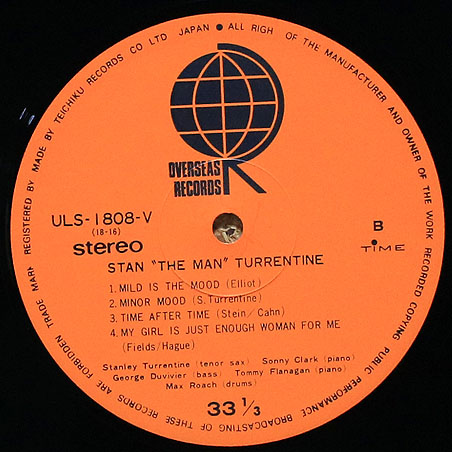 TRADE MARK REGISTERED BY MADE BY TEICHIKU RECORDS CO LTD JAPAN ● ALL RIGH OF THE MANUFACTURER AND OWNER OF THE WORK RECORDED COPYING PUBLIC PERFORMANCE BROADCASTING OF THESE RECORDS ARE FORBIDDEN
OVERSEAS
RECORDS
ULS-1808-V
(18-16)
stereo
B
TIME
STAN "THE MAN" TURRENTINE
1. MILD IS THE MOOD (Elliot)
2. MINOR MOOD (S. Turrentine)
3. TIME AFTER TIME (Stein / Cahn)
4. MY GIRL IS JUST ENOUGH WOMAN FOR ME
(Fields/Hague)
Stanley Turrentine (tenor sax) Sonny Clark (piano)
George Duvivier (bass) Tommy Flanagan (piano)
Max Roach (drums)
33 1/3